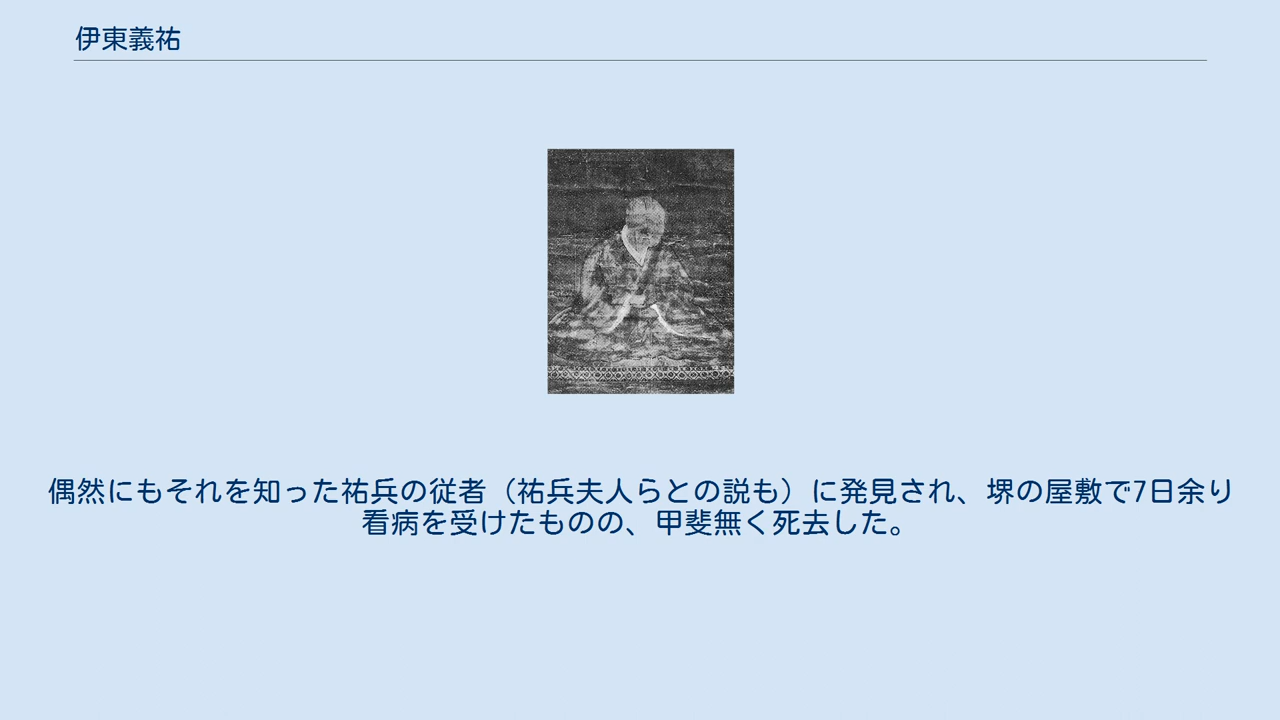 伊東義祐
偶然にもそれを知った祐兵の従者（祐兵夫人らとの説も）に発見され、堺の屋敷で7日余り
看病を受けたものの、甲斐無く死去した。